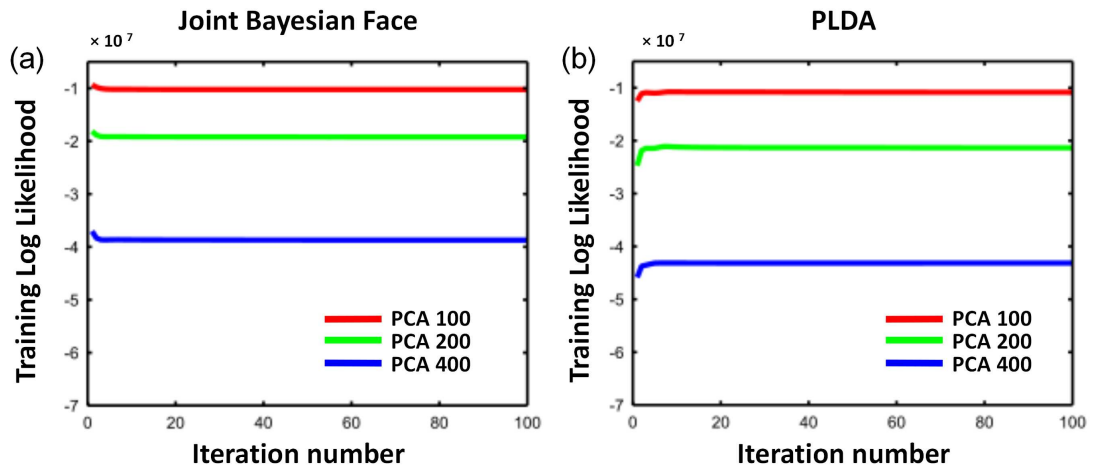 Joint Bayesian Face
(a)
× 10 7
Training Log Likelihood
-1
-2
-3
-4
-5
-6
-7
PCA 100
PCA 200
PCA 400
0 20 40 60 80 100
Iteration number
PLDA
(b)
× 10 7
Training Log Likelihood
-1
-2
-3
-4
-5
-6
-7
PCA 100
PCA 200
PCA 400
0 20 40 60 80 100
Iteration number